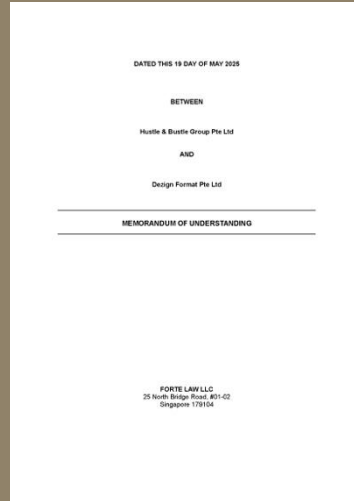 DATED THIS 19 DAY OF MAY 2025
BETWEEN
Hustle & Bustle Group Pte Ltd
AND
Dezign Format Pte Ltd
MEMORANDUM OF UNDERSTANDING
FORTE LAW LLC
25 North Bridge Road, #01-02
Singapore 179104